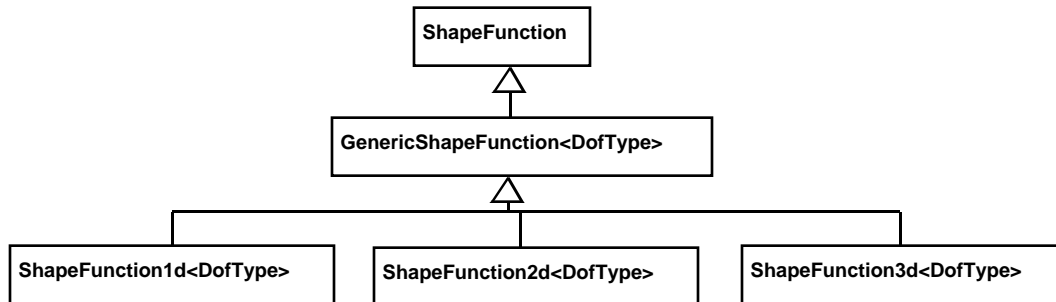 ShapeFunction
GenericShapeFunction<DofType>
ShapeFunction1d<DofType>
ShapeFunction2d<DofType>
ShapeFunction3d<DofType>